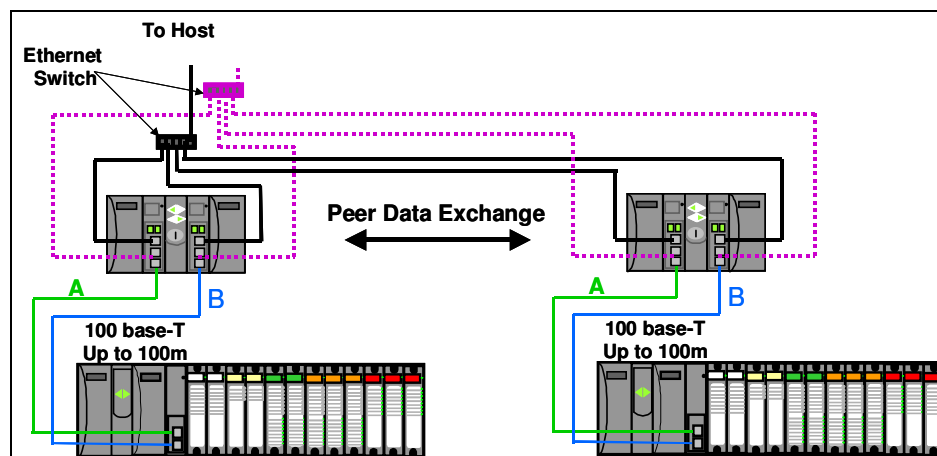 To Host
Ethernet
Switch
Peer Data Exchange
A
B
100 base-T
Up to 100m
A
B
100 base-T
Up to 100m